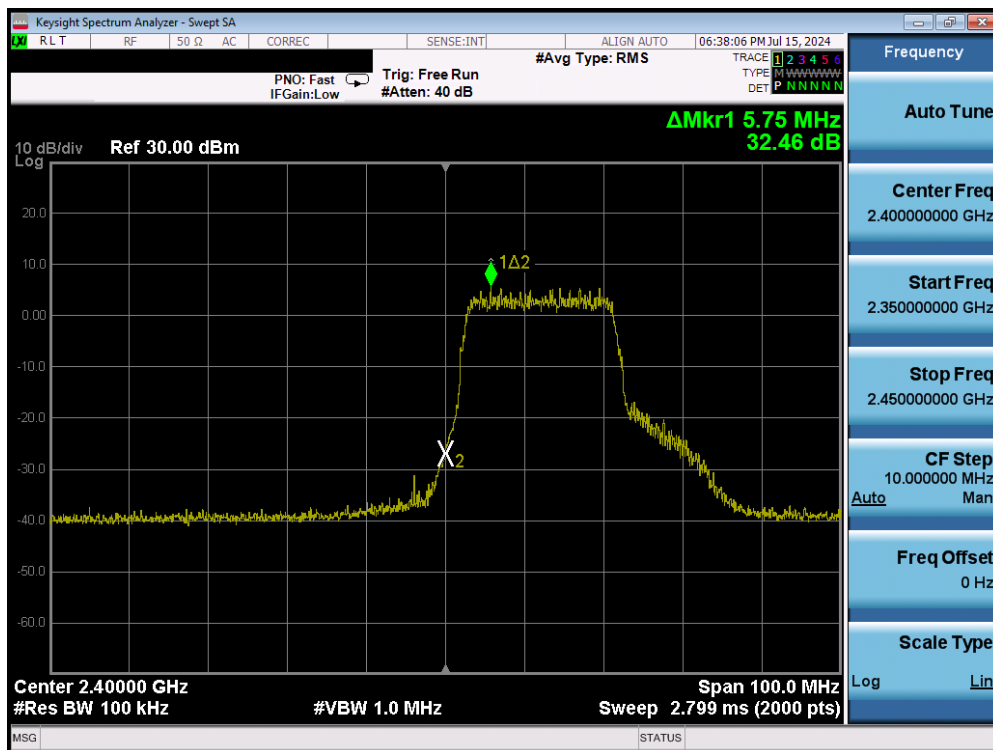 Keysight Spectrum Analyzer - Swept SA
LXI RLT RF 50 Ω AC CORREC SENSE:INT ALIGN AUTO 06:38:06 PM Jul 15, 2024
#Avg Type: RMS TRACE 1 2 3 4 5 6
PNO: Fast Trig: Free Run TYPE M W W W W W
IFGain:Low #Atten: 40 dB DET P N N N N N
ΔMkr1 5.75 MHz
32.46 dB
10 dB/div Ref 30.00 dBm
Log
20.0
10.0
0.00
-10.0
-20.0
-30.0
-40.0
-50.0
-60.0
1Δ2
X2
Center 2.40000 GHz Span 100.0 MHz
#Res BW 100 kHz #VBW 1.0 MHz Sweep 2.799 ms (2000 pts)
MSG STATUS
Frequency
Auto Tune
Center Freq
2.400000000 GHz
Start Freq
2.350000000 GHz
Stop Freq
2.450000000 GHz
CF Step
10.000000 MHz
Auto Man
Freq Offset
0 Hz
Scale Type
Log Lin